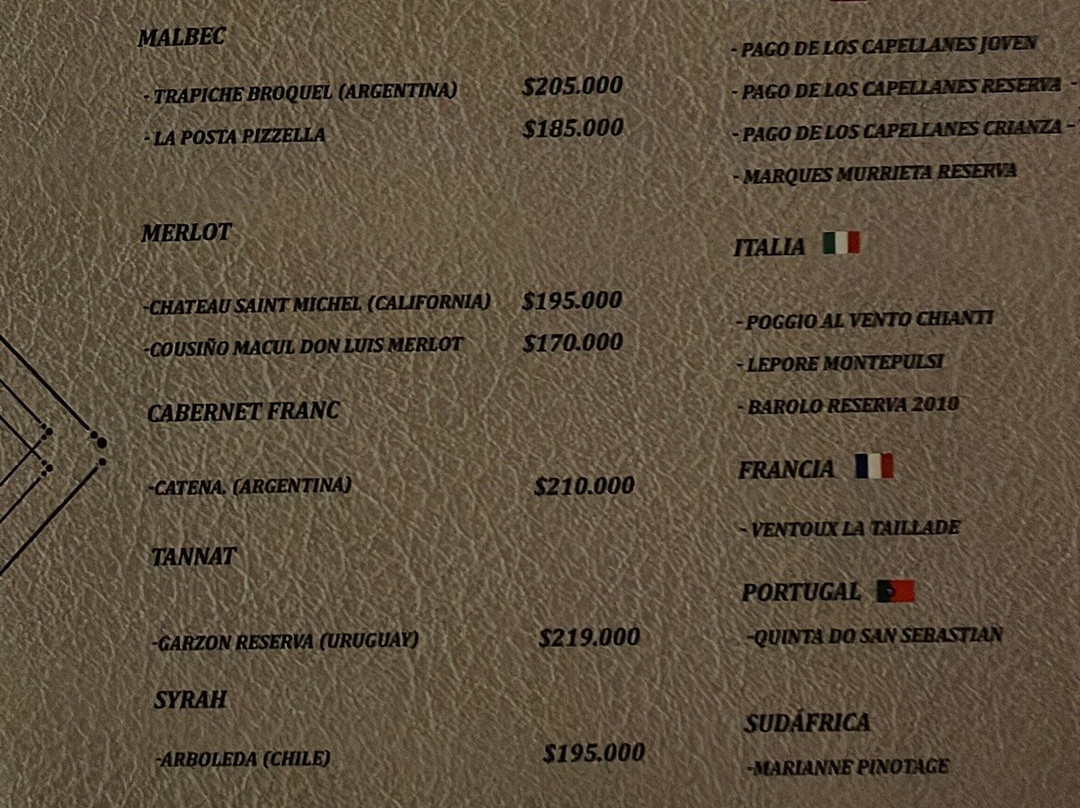 MALBEC
- TRAPICHE BROQUEL (ARGENTINA) $205.000
- LA POSTA PIZZELLA $185.000
MERLOT
-CHATEAU SAINT MICHEL (CALIFORNIA) $195.000
-COUSIÑO MACUL DON LUIS MERLOT $170.000
CABERNET FRANC
-CATENA. (ARGENTINA) $210.000
TANNAT
-GARZON RESERVA (URUGUAY) $219.000
SYRAH
-ARBOLEDA (CHILE) $195.000
- PAGO DE LOS CAPELLANES JOVEN
- PAGO DE LOS CAPELLANES RESERVA -
- PAGO DE LOS CAPELLANES CRIANZA -
- MARQUES MURRIETA RESERVA
ITALIA
- POGGIO AL VENTO CHIANTI
- LEPORE MONTEPULSI
- BAROLO RESERVA 2010
FRANCIA
- VENTOUX LA TAILLADE
PORTUGAL
-QUINTA DO SAN SEBASTIAN
SUDÁFRICA
-MARIANNE PINOTAGE